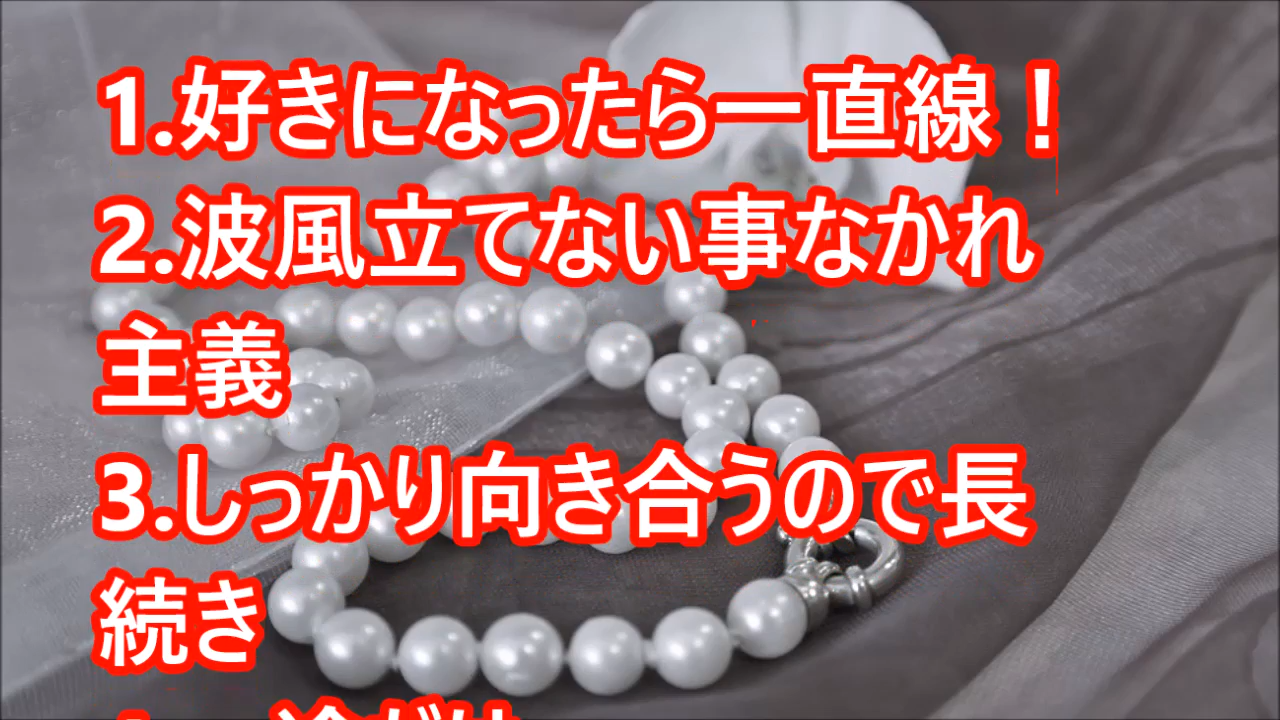 1.好きになったら一直線！
2.波風立てない事なかれ
主義
3.しっかり向き合うので長
続き